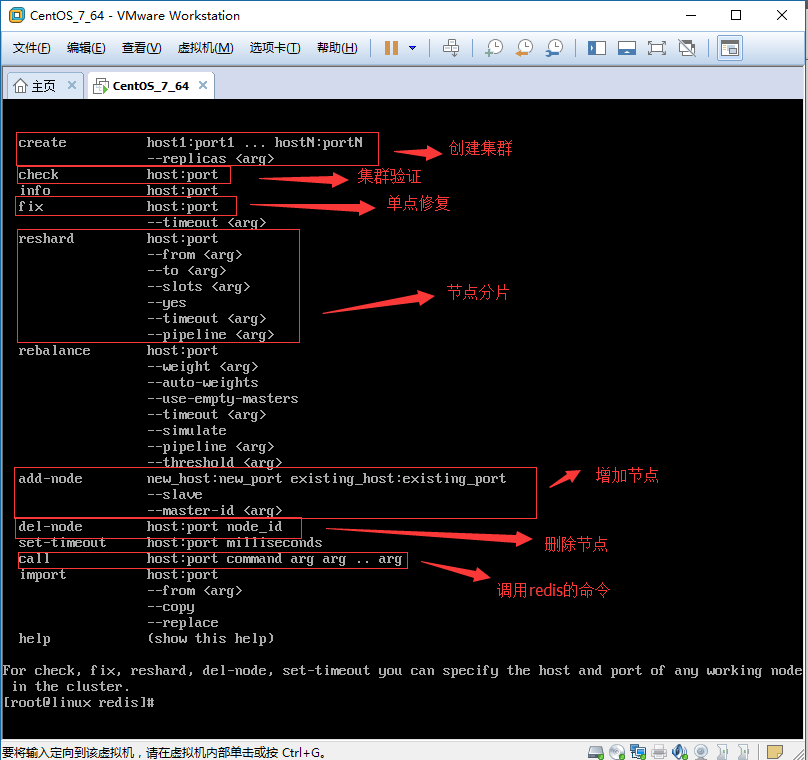 CentOS_7_64 - VMware Workstation
文件(F) 编辑(E) 查看(V) 虚拟机(M) 选项卡(T) 帮助(H)
主页 CentOS_7_64
create host1:port1 ... hostN:portN
--replicas <arg>
创建集群
check host:port
集群验证
info host:port
fix host:port
单点修复
--timeout <arg>
reshard host:port
--from <arg>
--to <arg>
--slots <arg>
--yes
节点分片
--timeout <arg>
--pipeline <arg>
rebalance host:port
--weight <arg>
--auto-weights
--use-empty-masters
--timeout <arg>
--simulate
--pipeline <arg>
--threshold <arg>
add-node new_host:new_port existing_host:existing_port
增加节点
--slave
--master-id <arg>
del-node host:port node_id
set-timeout host:port milliseconds
删除节点
call host:port command arg arg .. arg
import host:port
调用redis的命令
--from <arg>
--copy
--replace
help (show this help)
For check, fix, reshard, del-node, set-timeout you can specify the host and port of any working node
in the cluster.
[root@linux redis]#
要将输入定向到该虚拟机，请在虚拟机内部单击或按 Ctrl+G。